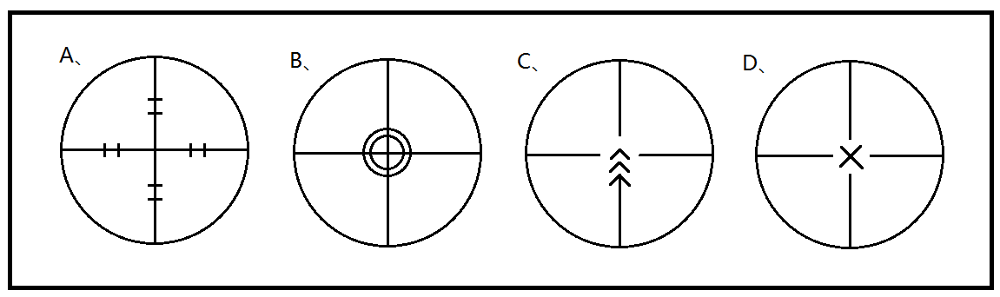 A、 B、 C、 D、